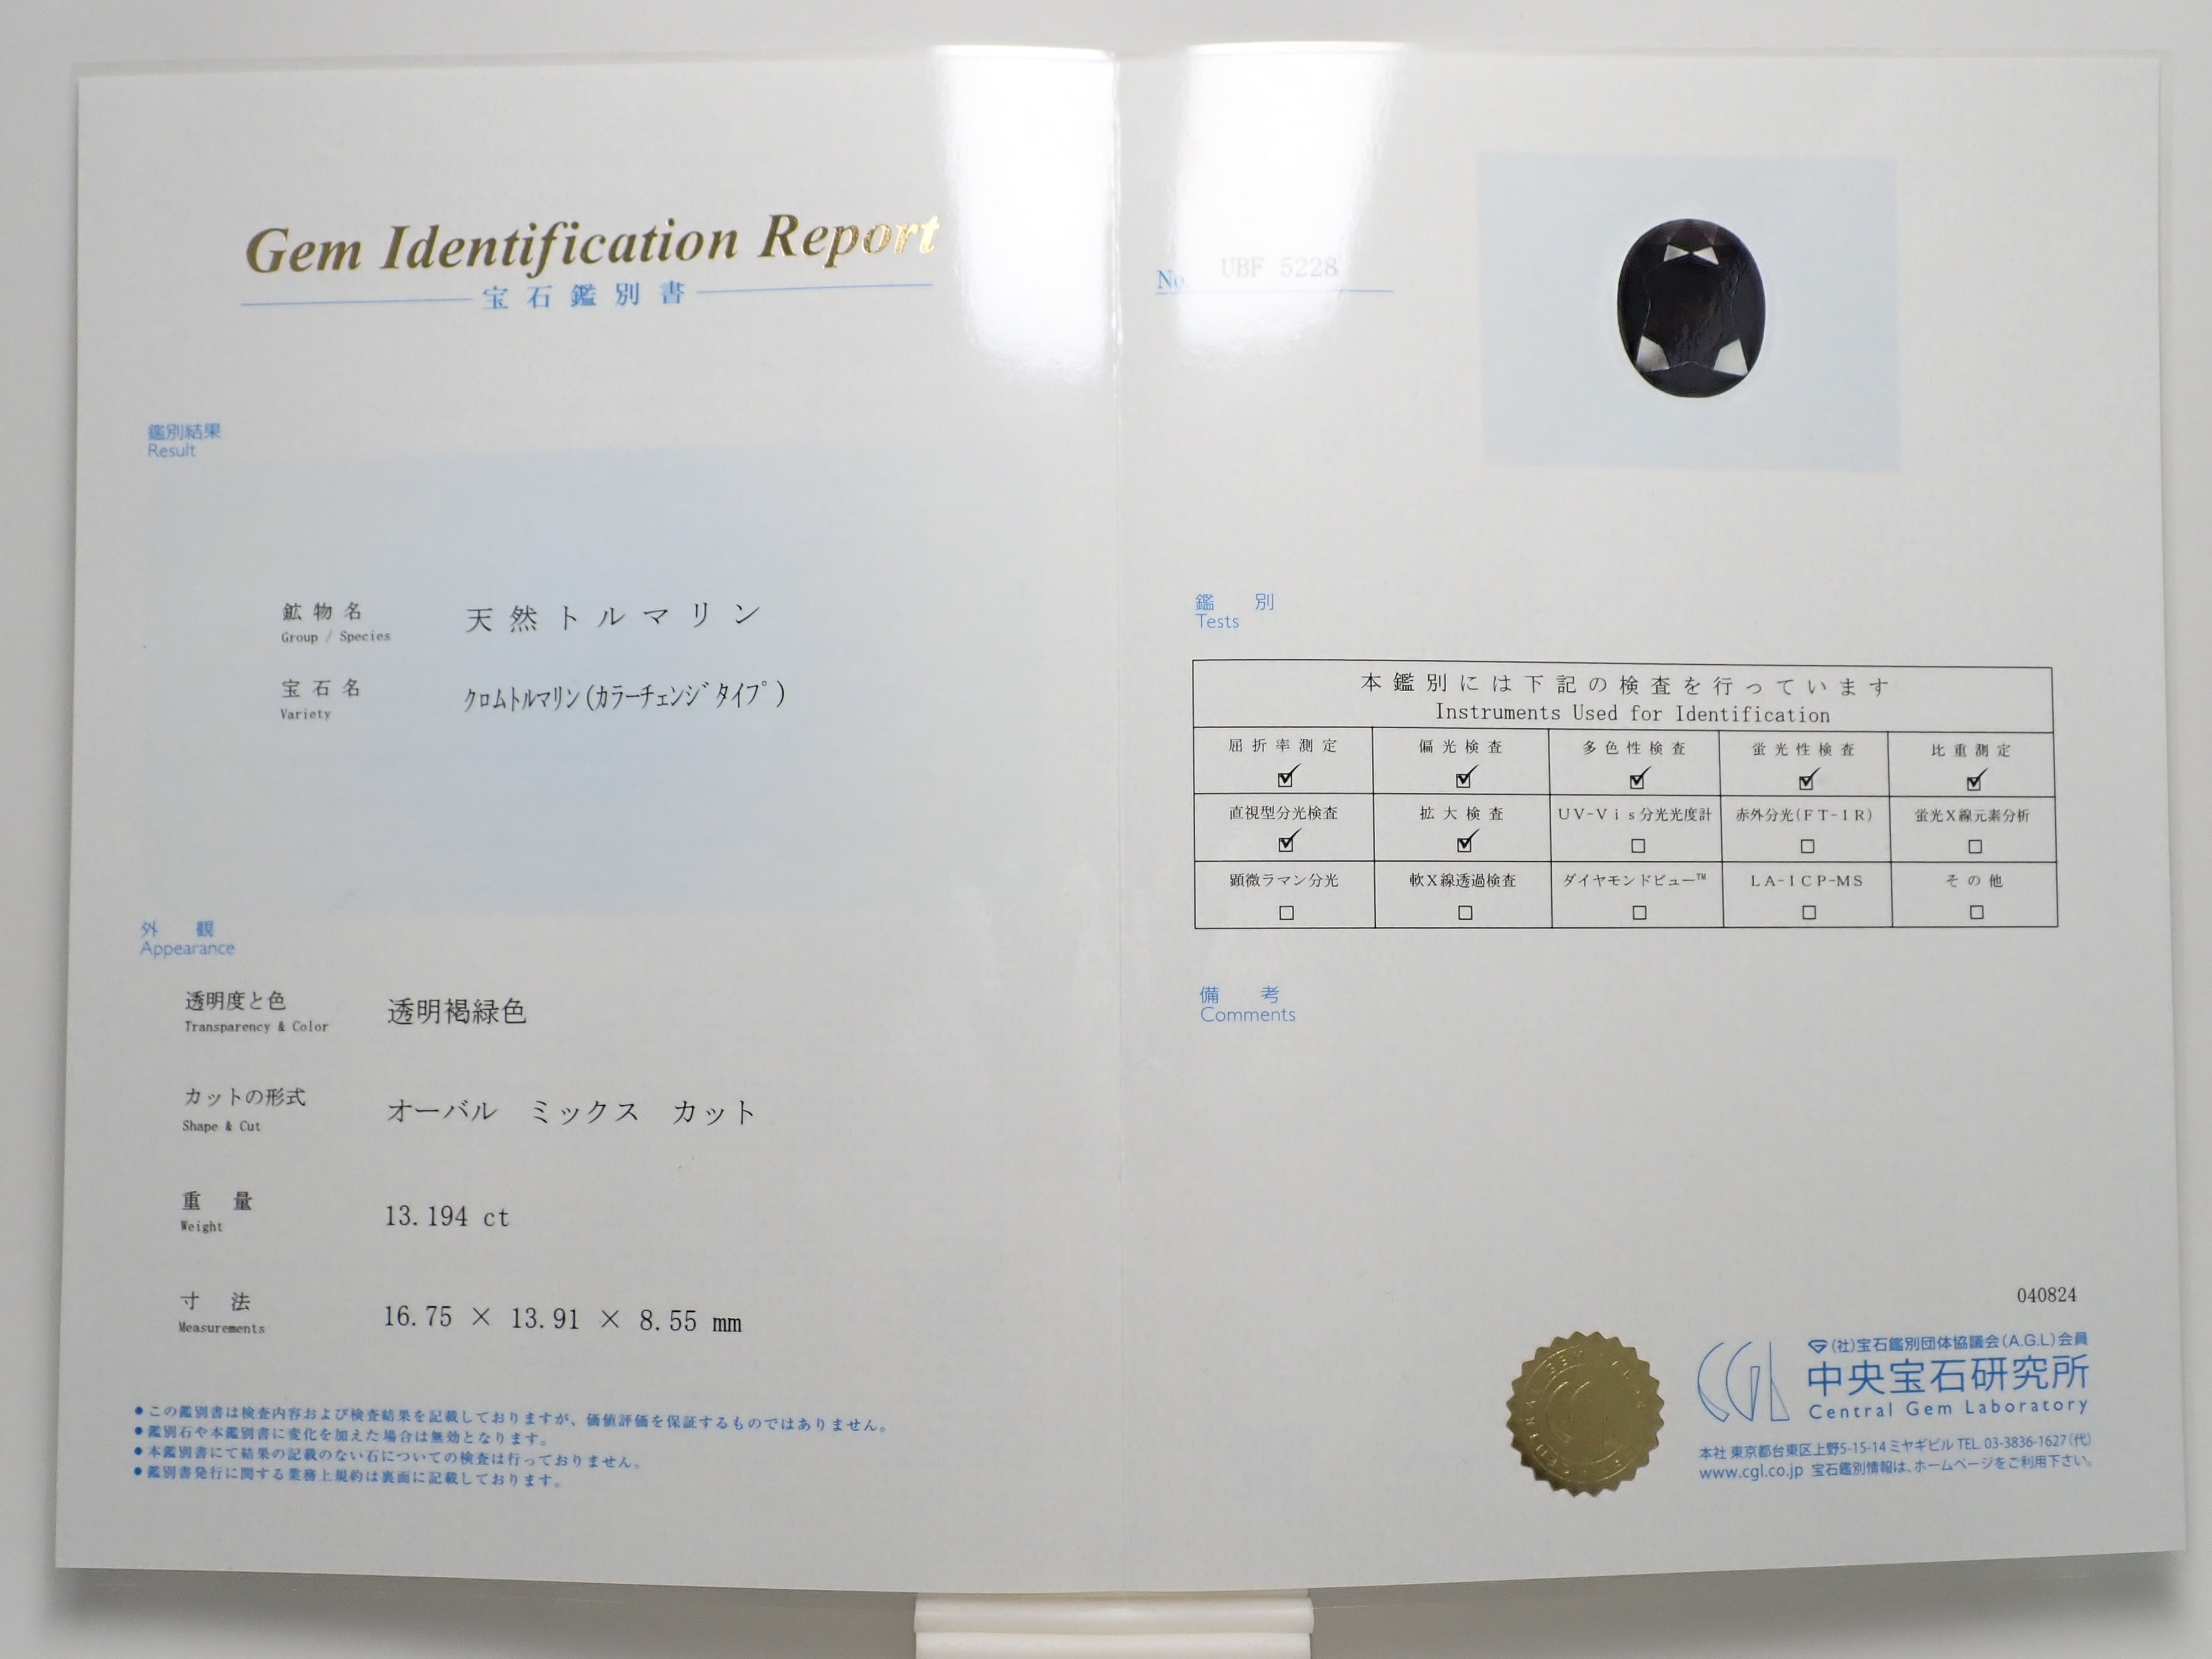 Gem Identification Report
宝石鑑別書
鑑別結果
Result
鉱物名 天然トルマリン
Group / Species
宝石名 クロムトルマリン(カラーチェンジタイプ)
Variety
外観
Appearance
透明度と色 透明褐緑色
Transparency & Color
カットの形式 オーバル ミックス カット
Shape & Cut
重量 13.194 ct
Weight
寸法 16.75 × 13.91 × 8.55 mm
Measurements
●この鑑別書は検査内容および検査結果を記載しておりますが、価値評価を保証するものではありません。
●鑑別石や本鑑別書に変化を加えた場合は無効となります。
●本鑑別書にて結果の記載のない石についての検査は行っておりません。
●鑑別書発行に関する業務上規約は裏面に記載しております。
No. UBF 5228
鑑別
Tests
本鑑別には下記の検査を行っています
Instruments Used for Identification
屈折率測定 偏光検査 多色性検査 蛍光性検査 比重測定
☑ ☑ ☑ ☑ ☑
直視型分光検査 拡大検査 UV-Vis分光光度計 赤外分光(FT-IR) 蛍光X線元素分析
☑ ☑ □ □ □
顕微ラマン分光 軟X線透過検査 ダイヤモンドビュー™ LA-ICP-MS その他
□ □ □ □ □
備考
Comments
040824
(社)宝石鑑別団体協議会(A.G.L)会員
CGL 中央宝石研究所
Central Gem Laboratory
本社 東京都台東区上野5-15-14 ミヤギビル TEL. 03-3836-1627(代)
www.cgl.co.jp 宝石鑑別情報は、ホームページをご利用下さい。